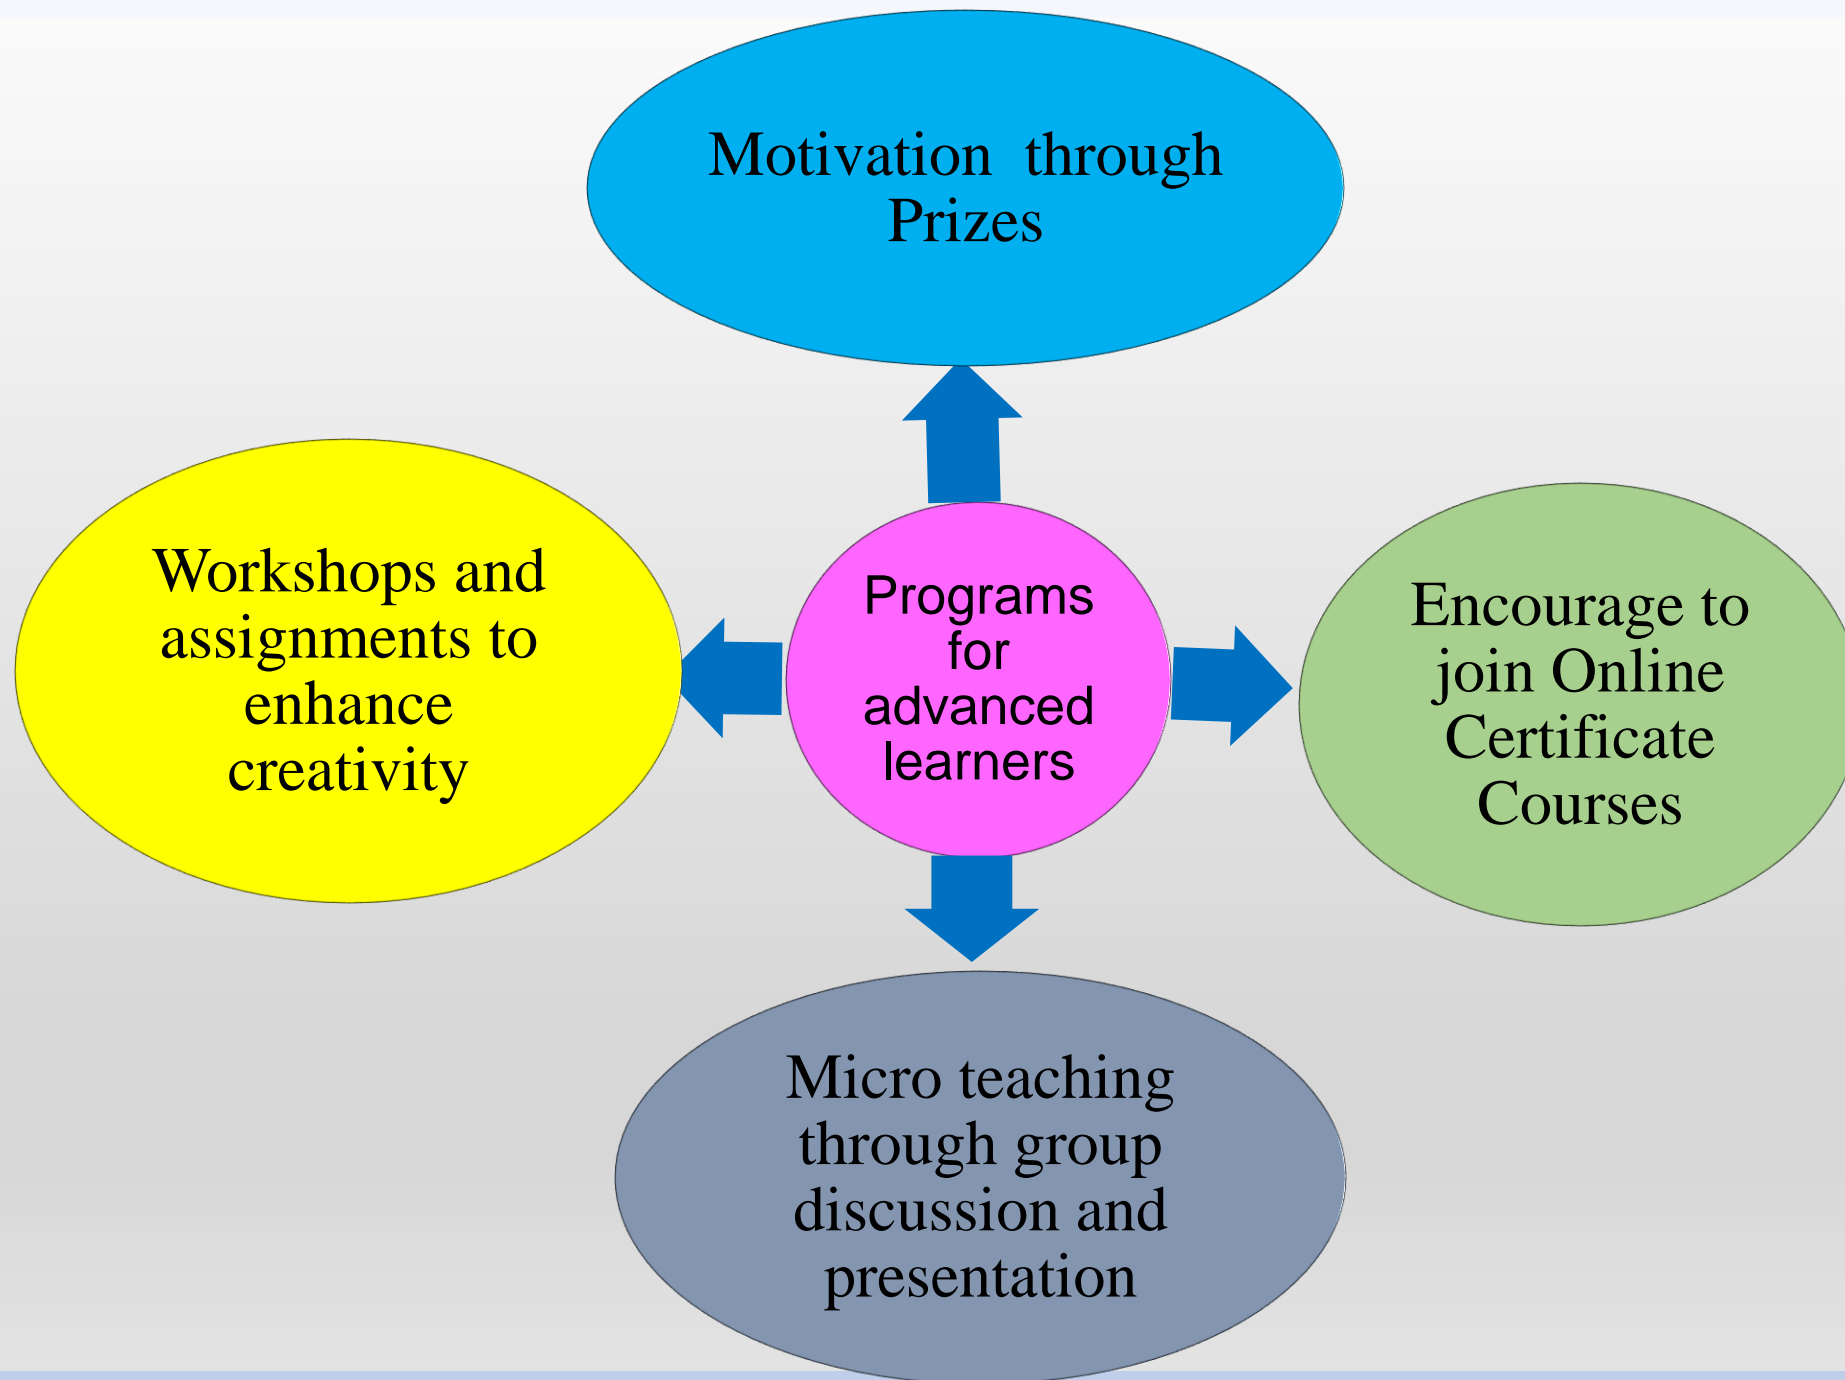 Motivation  through
Prizes
Workshops and
assignments to
enhance
creativity
Programs
for
advanced
learners
Encourage to
join Online
Certificate
Courses
Micro teaching
through group
discussion and
presentation